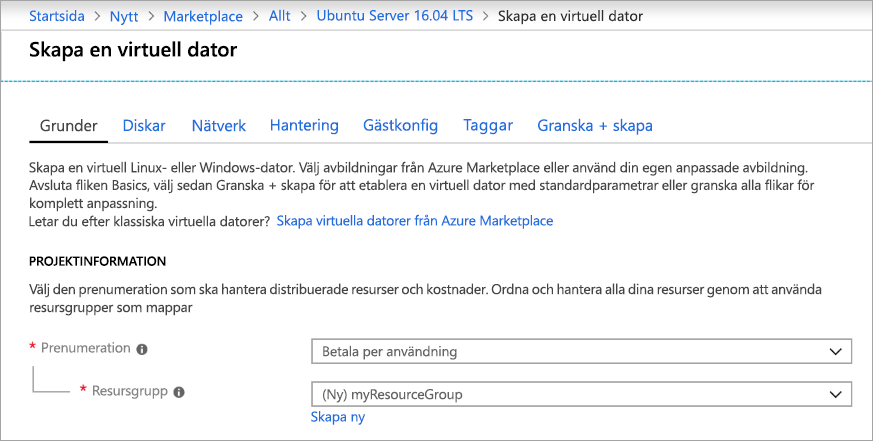 Startsida > Nytt > Marketplace > Allt > Ubuntu Server 16.04 LTS > Skapa en virtuell dator
Skapa en virtuell dator
Grunder Diskar Nätverk Hantering Gästkonfig Taggar Granska + skapa
Skapa en virtuell Linux- eller Windows-dator. Välj avbildningar från Azure Marketplace eller använd din egen anpassade avbildning.
Avsluta fliken Basics, välj sedan Granska + skapa för att etablera en virtuell dator med standardparametrar eller granska alla flikar för
komplett anpassning.
Letar du efter klassiska virtuella datorer? Skapa virtuella datorer från Azure Marketplace
PROJEKTINFORMATION
Välj den prenumeration som ska hantera distribuerade resurser och kostnader. Ordna och hantera alla dina resurser genom att använda
resursgrupper som mappar
* Prenumeration Betala per användning
* Resursgrupp (Ny) myResourceGroup
Skapa ny